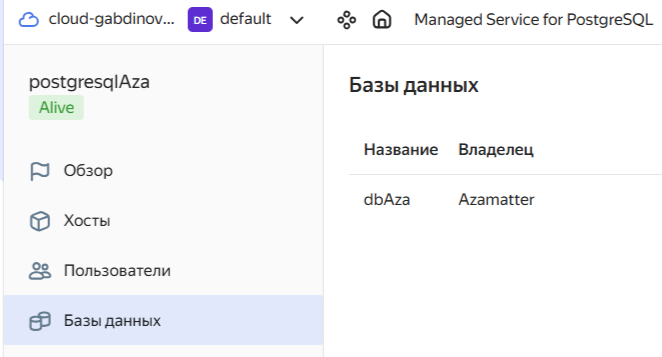 cloud-gabdinov... DE default Managed Service for PostgreSQL
postgresqlAza
Alive
Обзор
Хосты
Пользователи
Базы данных
Базы данных
Название Владелец
dbAza Azamatter